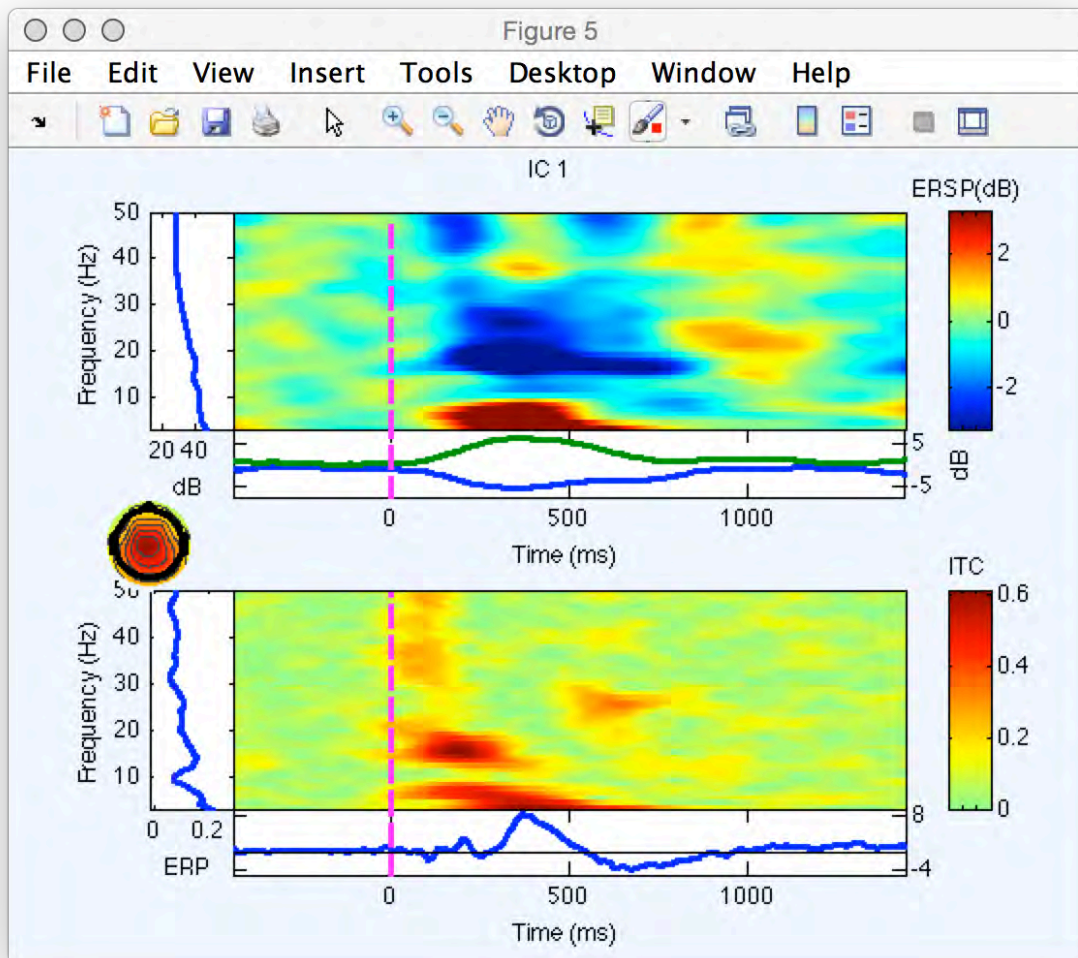 Figure 5
File Edit View Insert Tools Desktop Window Help
IC 1
ERSP(dB)
50
40
30
20
10
Frequency (Hz)
2
0
-2
20 40
dB
5
-5
dB
0 500 1000
Time (ms)
ITC
50
40
30
20
10
Frequency (Hz)
0.6
0.4
0.2
0
0 0.2
ERP
8
-4
0 500 1000
Time (ms)